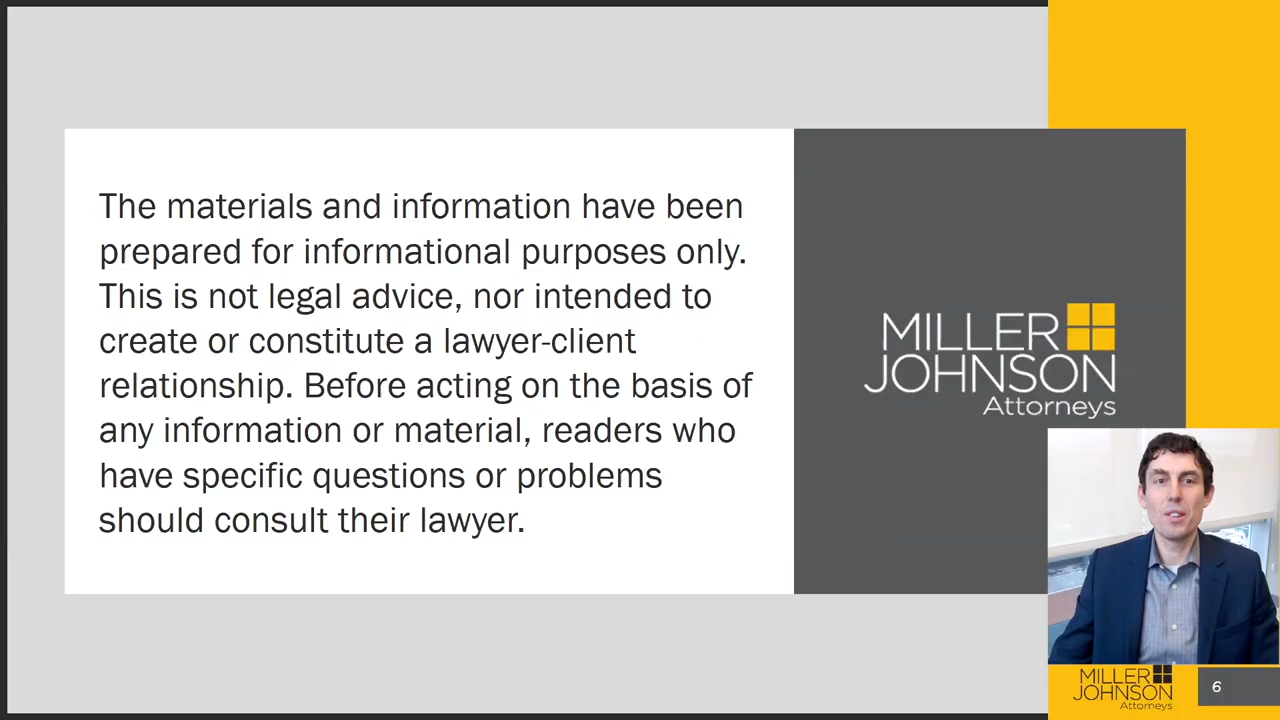 The materials and information have been
prepared for informational purposes only.
This is not legal advice, nor intended to
create or constitute a lawyer-client
relationship. Before acting on the basis of
any information or material, readers who
have specific questions or problems
should consult their lawyer.
MILLER
JOHNSON
Attorneys
MILLER
JOHNSON
Attorneys
6